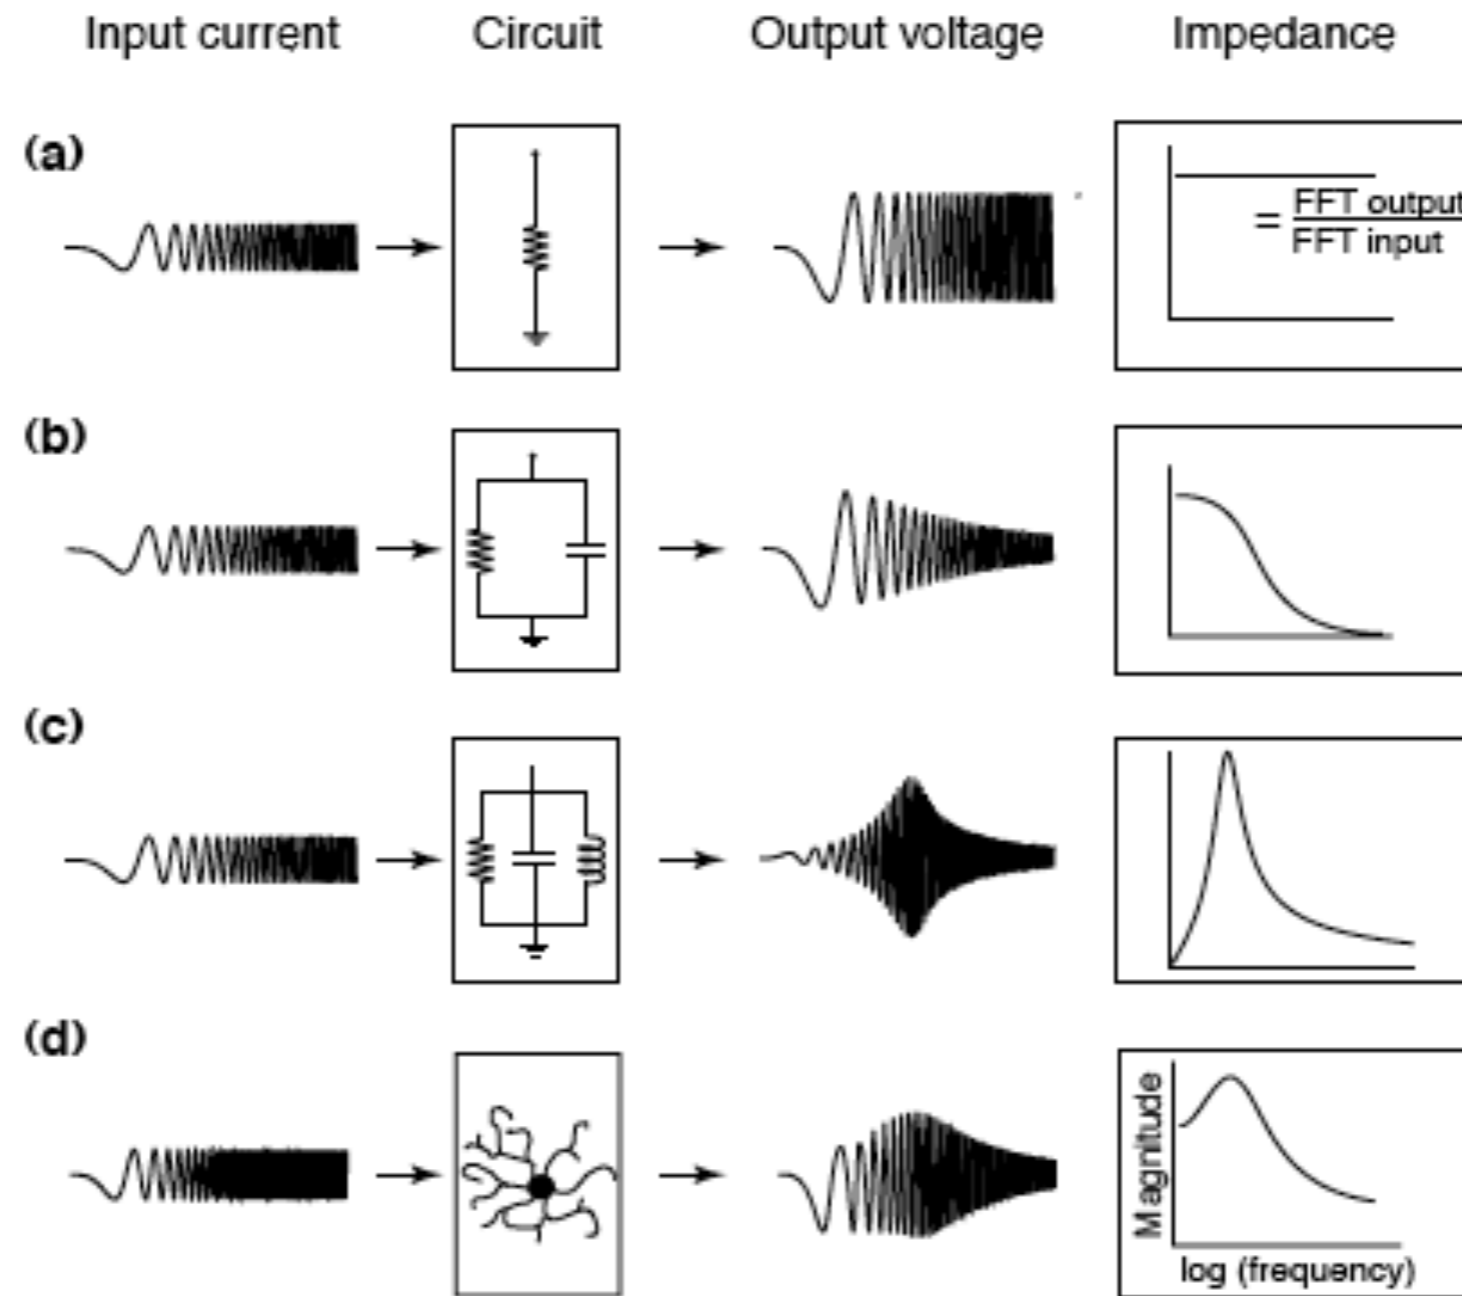 Input current Circuit Output voltage Impedance
(a)
= FFT output
FFT input
(b)
(c)
(d)
Magnitude
log (frequency)